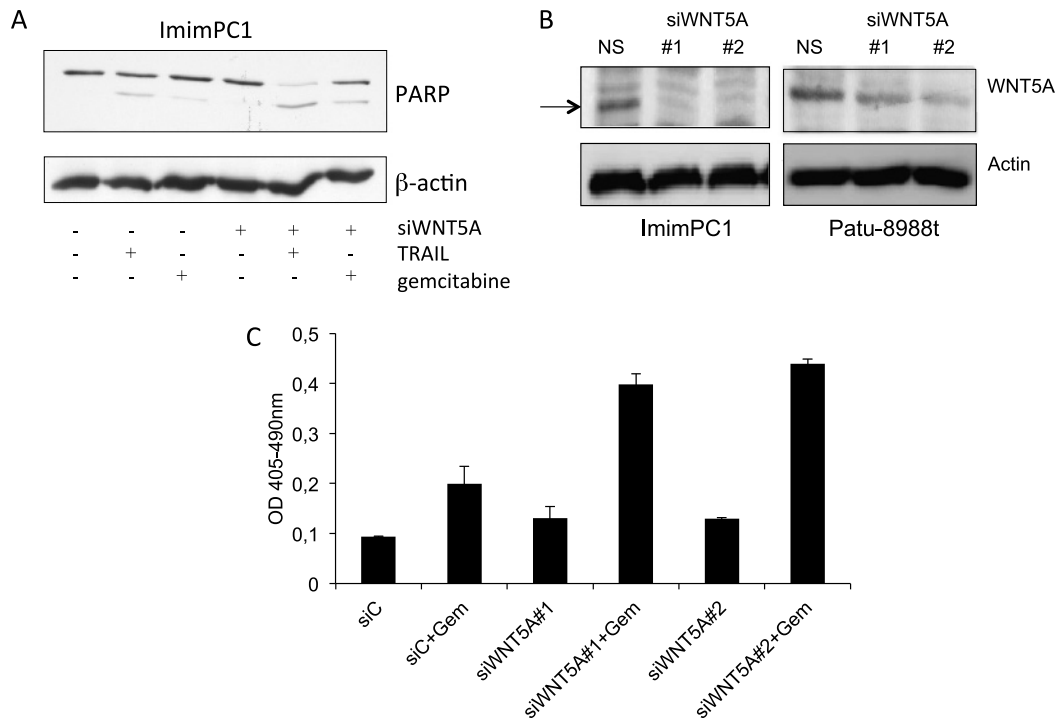 A
ImimPC1
PARP
β-actin
- - - + + + siWNT5A
- + - - + - TRAIL
- - + - - + gemcitabine
B
siWNT5A siWNT5A
NS #1 #2 NS #1 #2
WNT5A
Actin
ImimPC1 Patu-8988t
C
OD 405-490nm
0,5
0,4
0,3
0,2
0,1
0
siC
siC+Gem
siWNT5A#1
siWNT5A#1+Gem
siWNT5A#2
siWNT5A#2+Gem